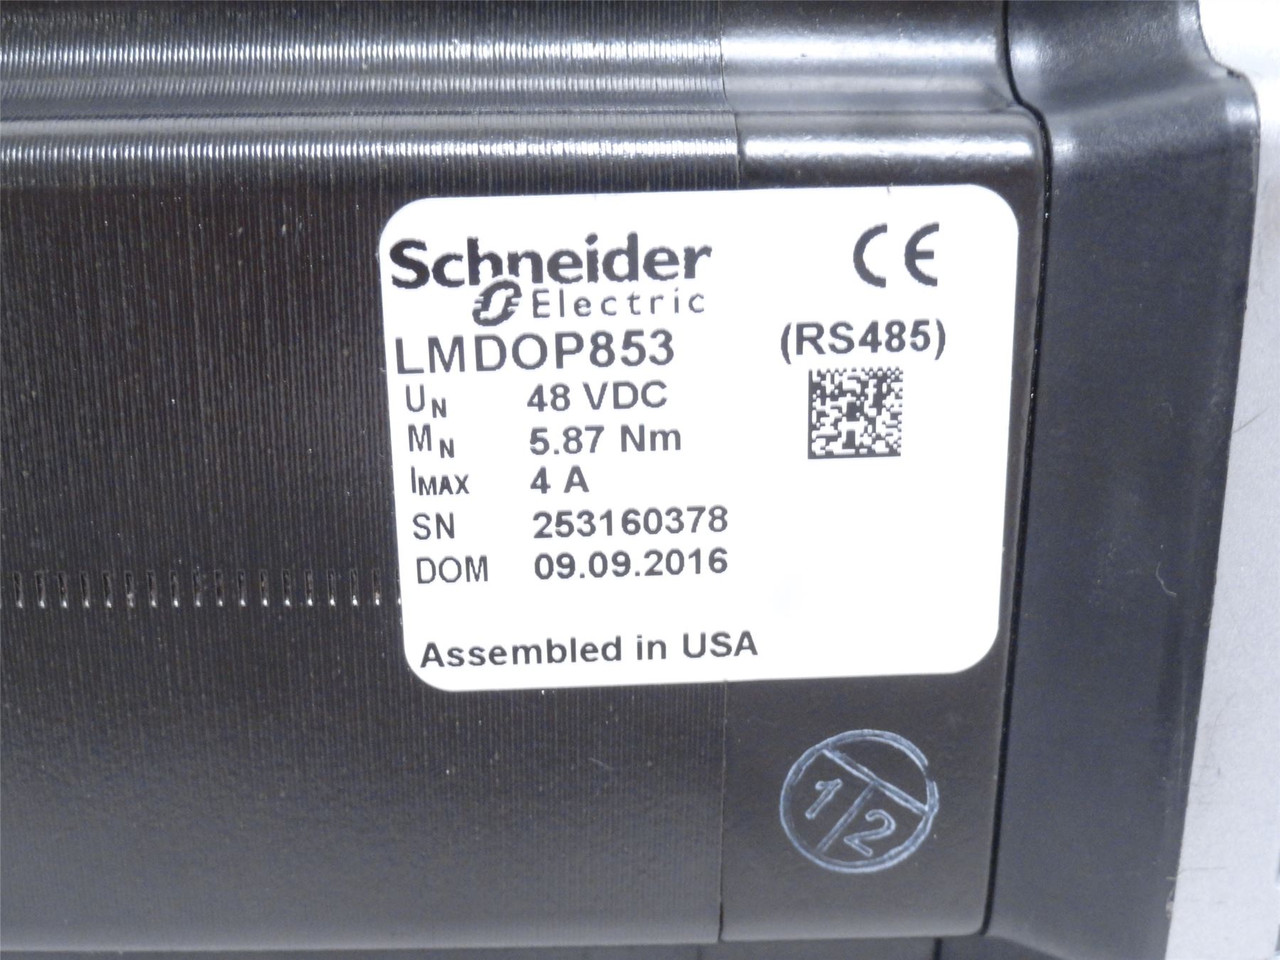 Schneider
Electric
CE
LMDOP853 (RS485)
UN 48 VDC
MN 5.87 Nm
IMAX 4 A
SN 253160378
DOM 09.09.2016
Assembled in USA
1/2